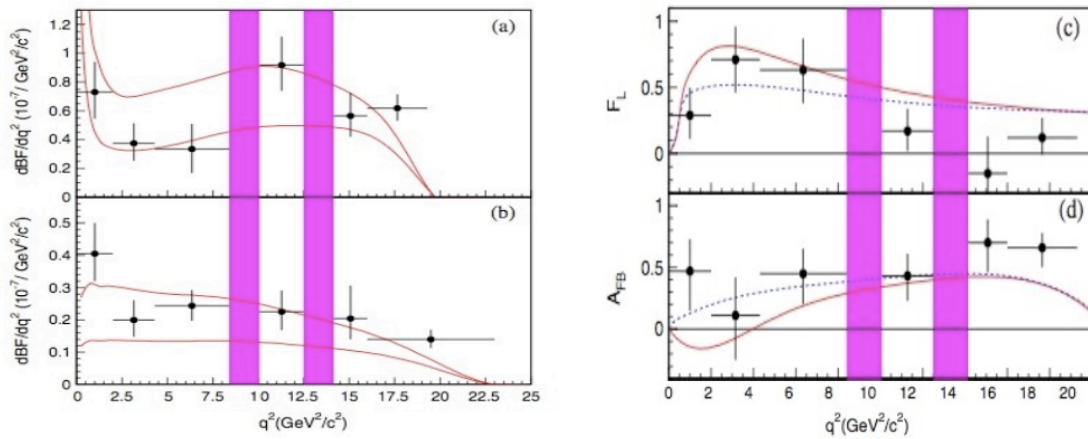 (a)
dBF/dq² (10⁻⁷/ GeV²/c²)
1.2
1
0.8
0.6
0.4
0.2
0
(b)
dBF/dq² (10⁻⁷/ GeV²/c²)
0.5
0.4
0.3
0.2
0.1
0
0 2.5 5 7.5 10 12.5 15 17.5 20 22.5 25
q²(GeV²/c²)
(c)
F_L
1
0.5
0
(d)
A_FB
1
0.5
0
0 2 4 6 8 10 12 14 16 18 20
q²(GeV²/c²)